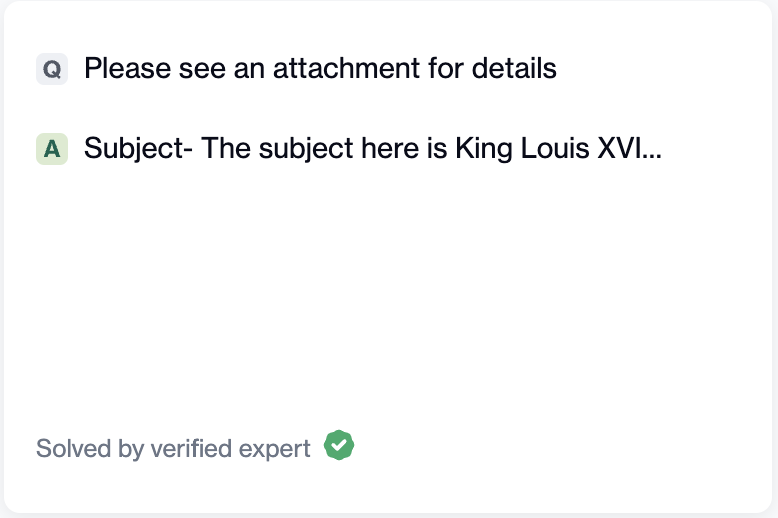 Q Please see an attachment for details
A Subject- The subject here is King Louis XVI...
Solved by verified expert